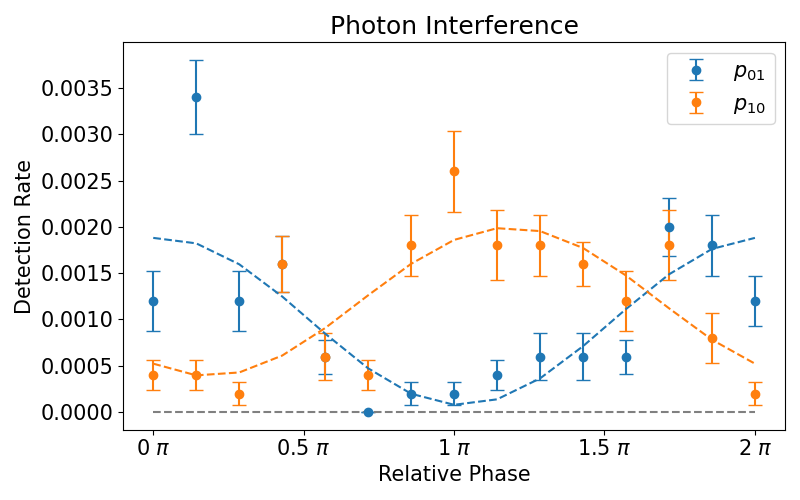 Photon Interference
p01
p10
Detection Rate
0.0035
0.0030
0.0025
0.0020
0.0015
0.0010
0.0005
0.0000
0 π
0.5 π
1 π
1.5 π
2 π
Relative Phase